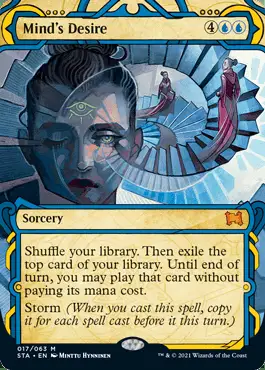 Mind's Desire 4
Sorcery
Shuffle your library. Then exile the
top card of your library. Until end of
turn, you may play that card without
paying its mana cost.
Storm (When you cast this spell, copy
it for each spell cast before it this turn.)
017/063 M
STA • EN Minttu Hynninen ™ & © 2021 Wizards of the Coast